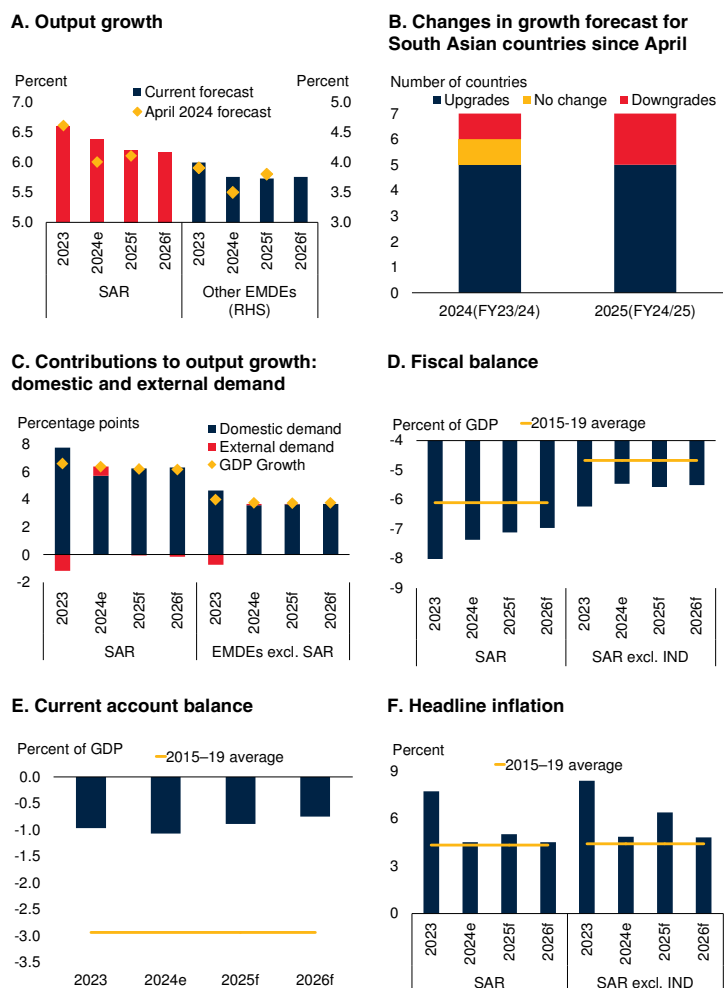 A. Output growth
Percent
Percent
Current forecast
April 2024 forecast
7.0
6.5
6.0
5.5
5.0
5.0
4.5
4.0
3.5
3.0
2023
2024e
2025f
2026f
2023
2024e
2025f
2026f
SAR
Other EMDEs
(RHS)
B. Changes in growth forecast for
South Asian countries since April
Number of countries
Upgrades No change Downgrades
7
6
5
4
3
2
1
0
2024(FY23/24) 2025(FY24/25)
C. Contributions to output growth:
domestic and external demand
Percentage points
Domestic demand
External demand
GDP Growth
8
6
4
2
0
-2
2023
2024e
2025f
2026f
2023
2024e
2025f
2026f
SAR EMDEs excl. SAR
D. Fiscal balance
Percent of GDP
2015-19 average
-4
-5
-6
-7
-8
-9
2023
2024e
2025f
2026f
2023
2024e
2025f
2026f
SAR SAR excl. IND
E. Current account balance
Percent of GDP
2015–19 average
0.0
-0.5
-1.0
-1.5
-2.0
-2.5
-3.0
-3.5
2023 2024e 2025f 2026f
F. Headline inflation
Percent
2015–19 average
9
6
3
0
2023
2024e
2025f
2026f
2023
2024e
2025f
2026f
SAR SAR excl. IND